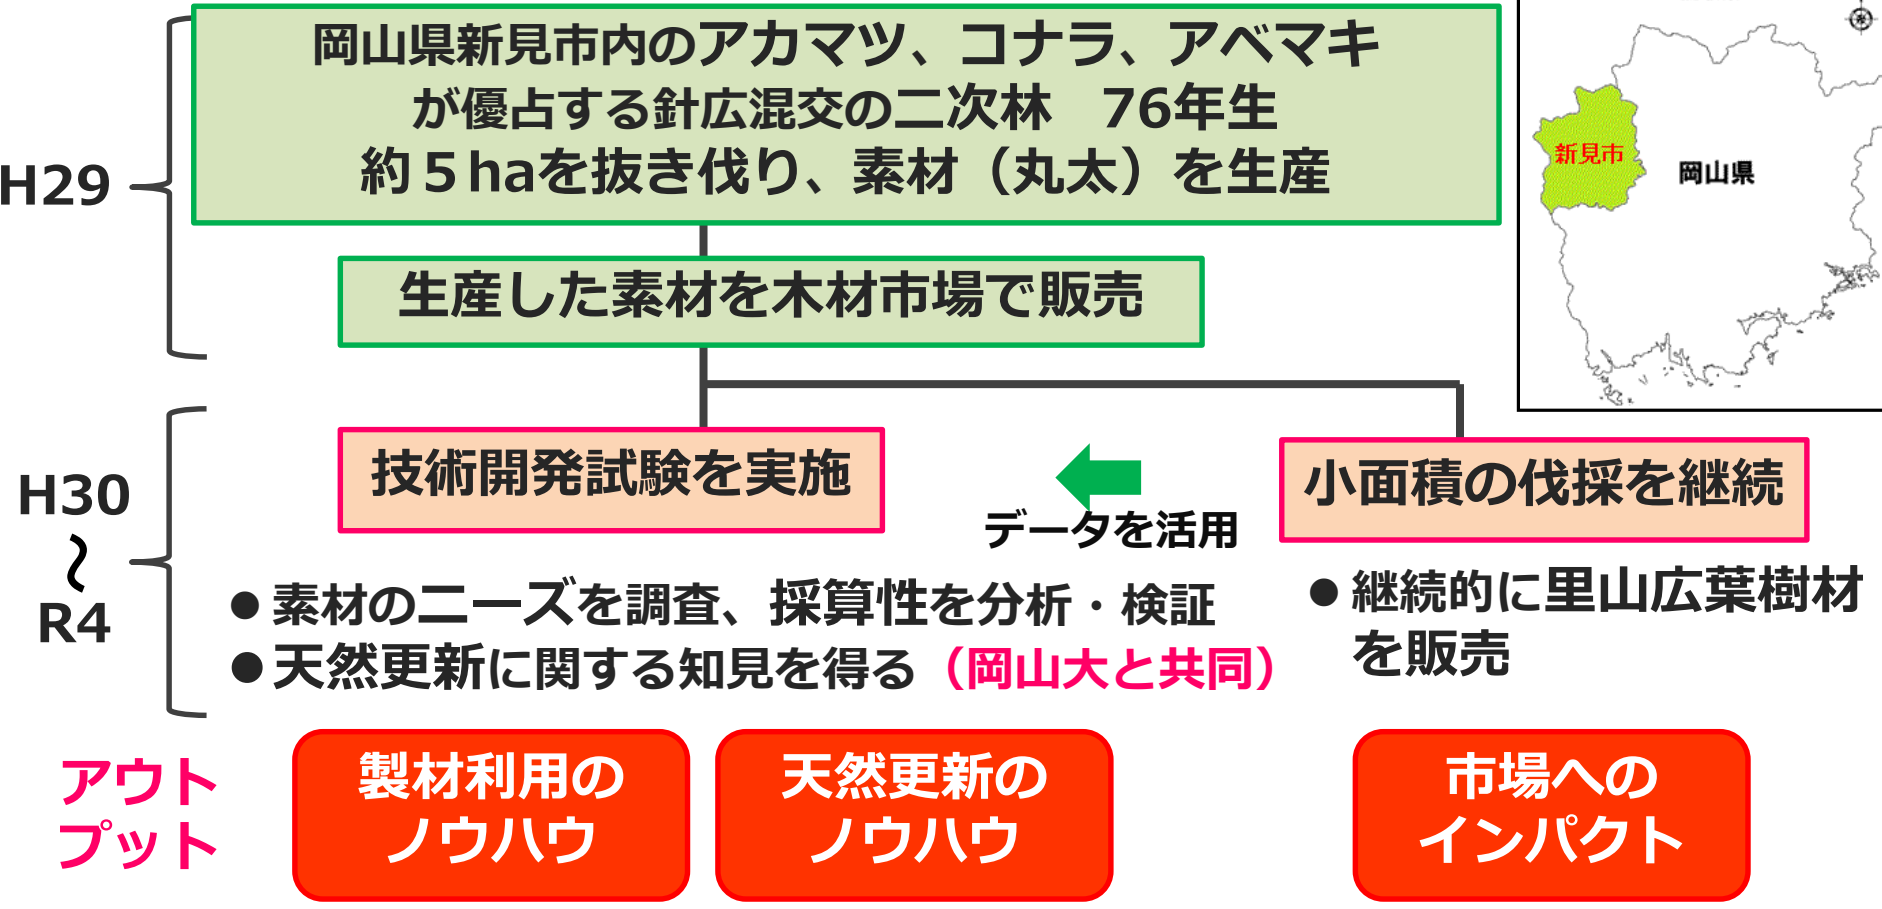 H29
岡山県新見市内のアカマツ、コナラ、アベマキ
が優占する針広混交の二次林　76年生
約５haを抜き伐り、素材（丸太）を生産
生産した素材を木材市場で販売
新見市
岡山県
H30
〜
R4
技術開発試験を実施
データを活用
小面積の伐採を継続
● 素材のニーズを調査、採算性を分析・検証
● 天然更新に関する知見を得る（岡山大と共同）
● 継続的に里山広葉樹材
を販売
アウト
プット
製材利用の
ノウハウ
天然更新の
ノウハウ
市場への
インパクト